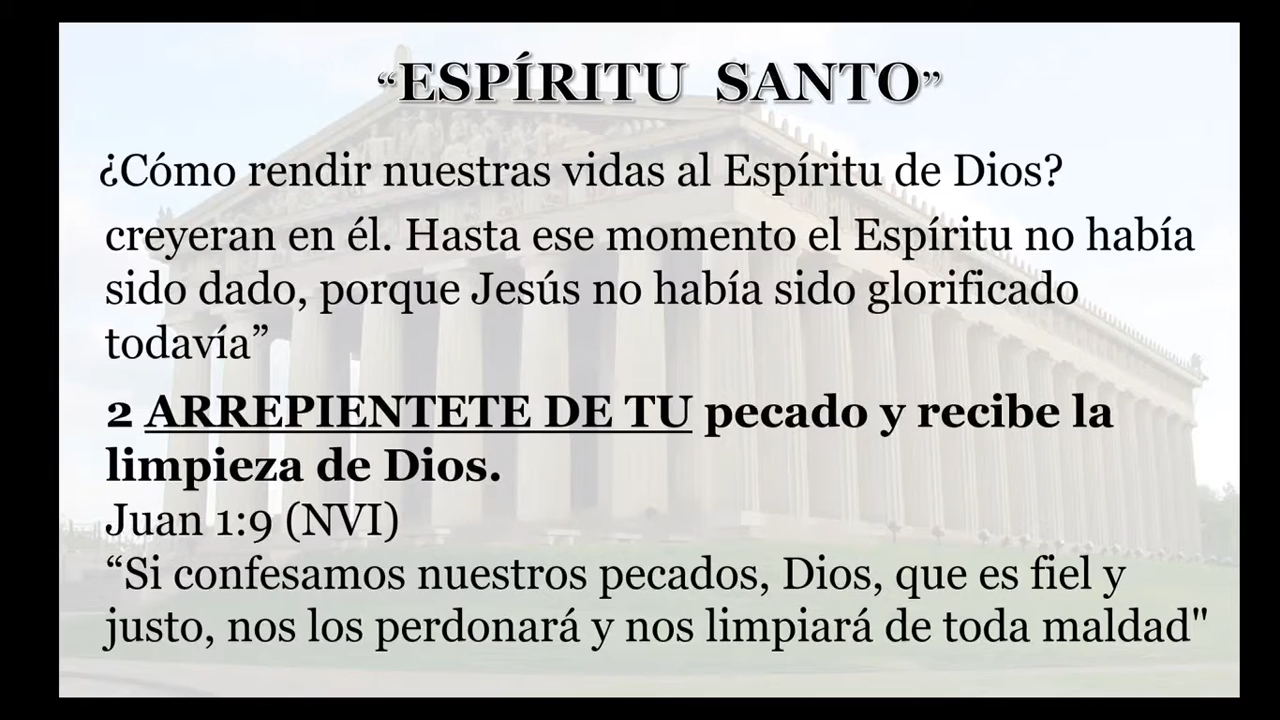 “ESPÍRITU SANTO”
¿Cómo rendir nuestras vidas al Espíritu de Dios?
creyeran en él. Hasta ese momento el Espíritu no había
sido dado, porque Jesús no había sido glorificado
todavía”
2 ARREPIENTETE DE TU pecado y recibe la
limpieza de Dios.
Juan 1:9 (NVI)
“Si confesamos nuestros pecados, Dios, que es fiel y
justo, nos los perdonará y nos limpiará de toda maldad"